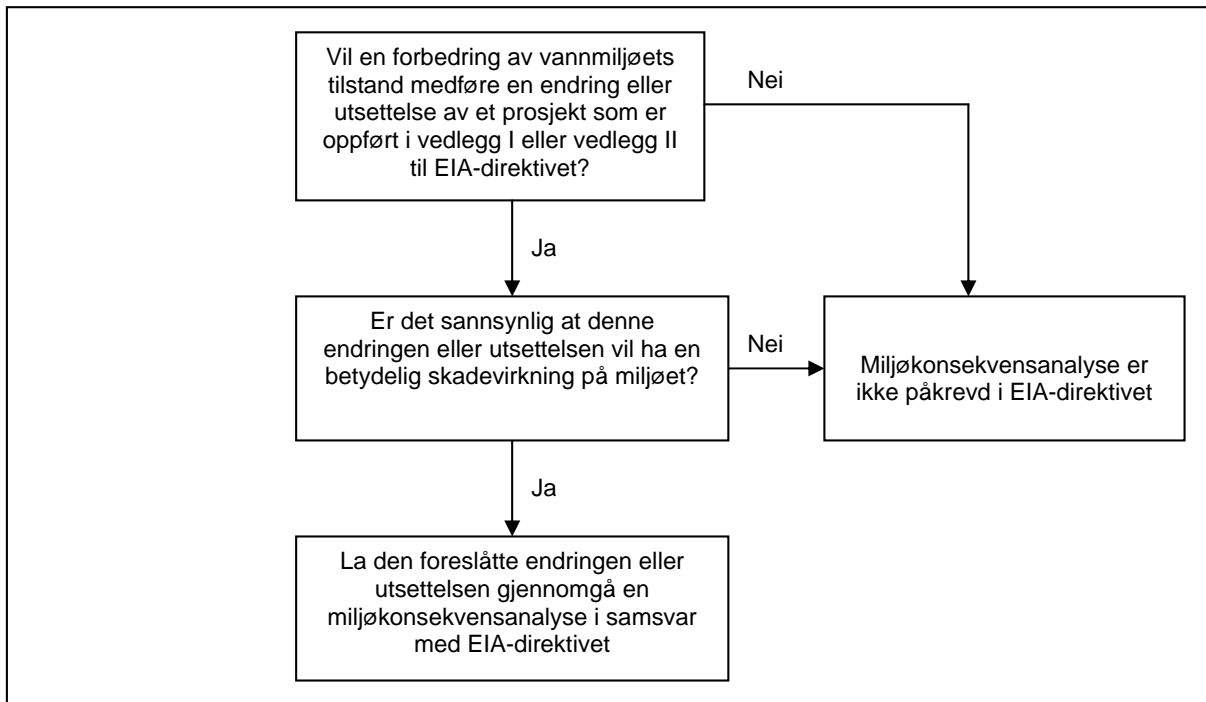 Vil en forbedring av vannmiljøets
tilstand medføre en endring eller
utsettelse av et prosjekt som er
oppført i vedlegg I eller vedlegg II
til EIA-direktivet?
Nei
Ja
Er det sannsynlig at denne
endringen eller utsettelsen vil ha en
betydelig skadevirkning på miljøet?
Nei
Miljøkonsekvensanalyse er
ikke påkrevd i EIA-direktivet
Ja
La den foreslåtte endringen eller
utsettelsen gjennomgå en
miljøkonsekvensanalyse i samsvar
med EIA-direktivet